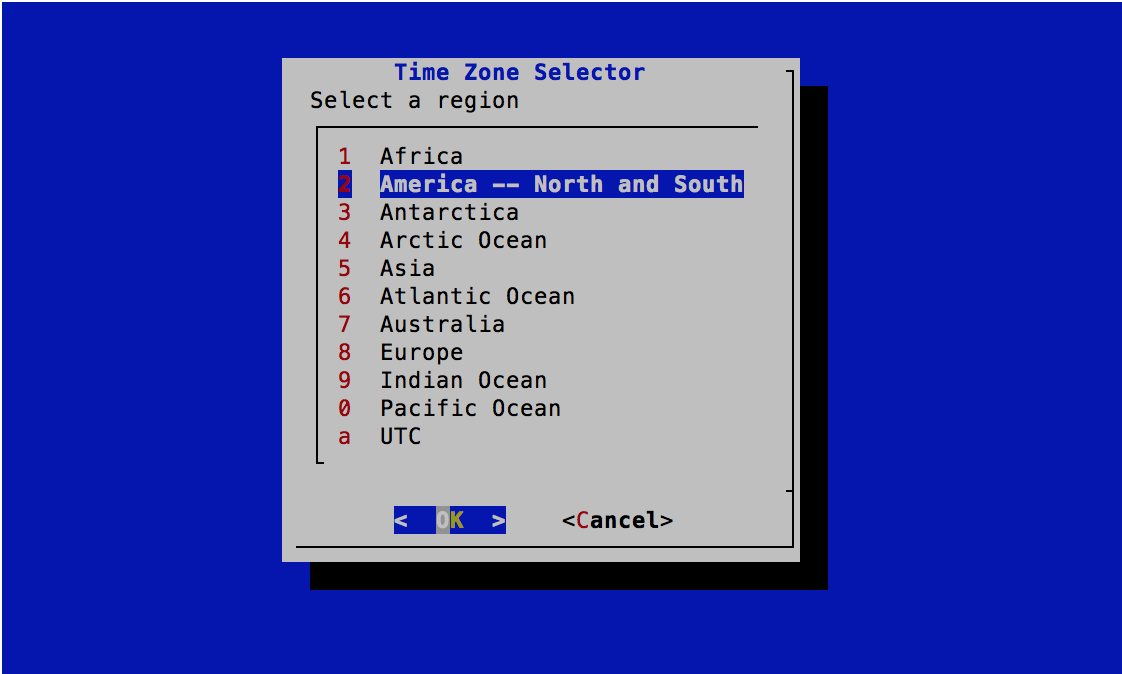 Time Zone Selector
Select a region
1 Africa
2 America -- North and South
3 Antarctica
4 Arctic Ocean
5 Asia
6 Atlantic Ocean
7 Australia
8 Europe
9 Indian Ocean
0 Pacific Ocean
a UTC
< OK > <Cancel>